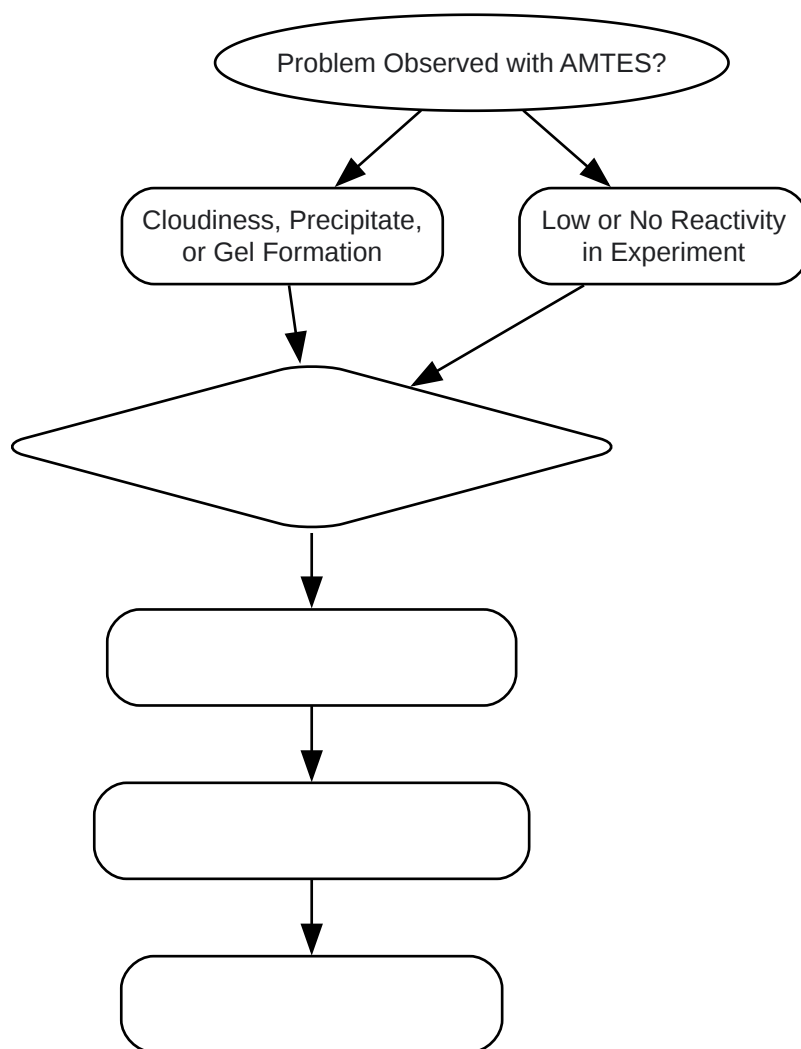 Problem Observed with AMTES?
Cloudiness, Precipitate,
or Gel Formation
Low or No Reactivity
in Experiment